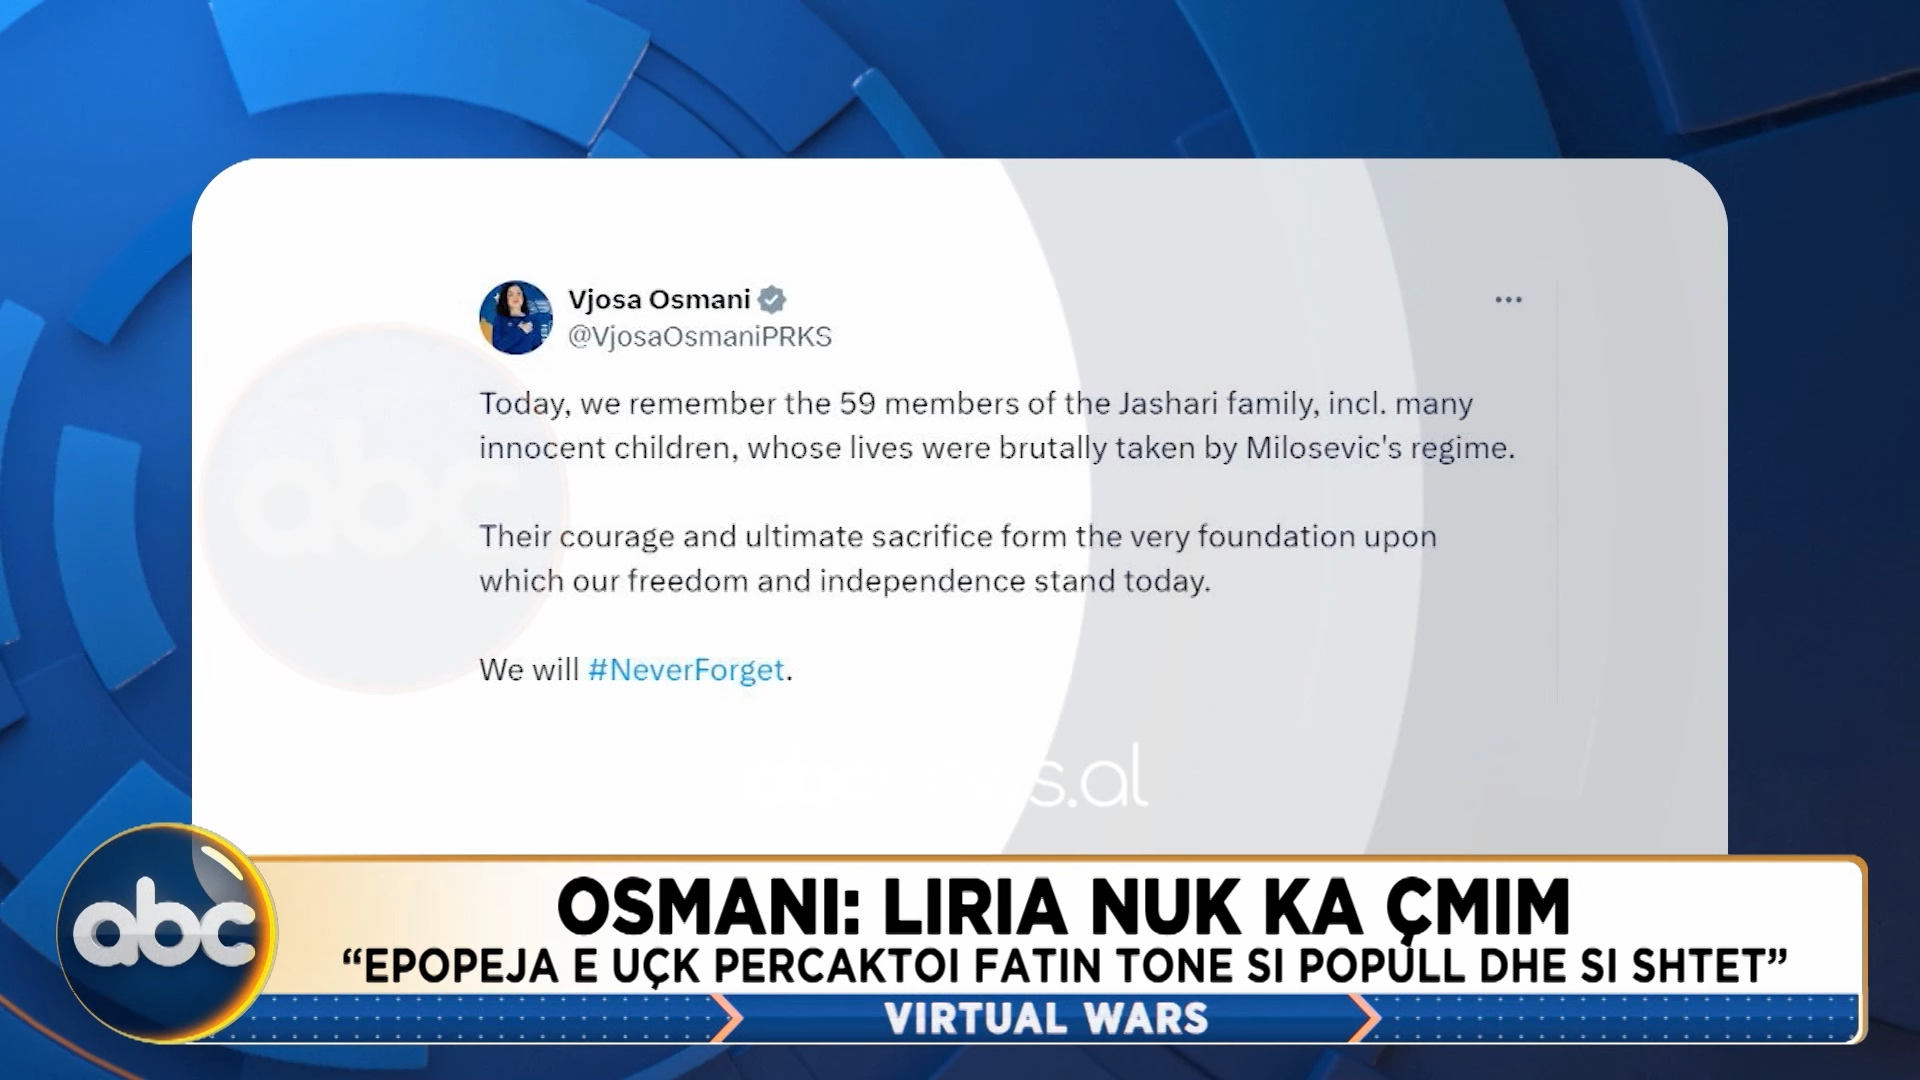 Vjosa Osmani
@VjosaOsmaniPRKS
Today, we remember the 59 members of the Jashari family, incl. many
innocent children, whose lives were brutally taken by Milosevic's regime.
Their courage and ultimate sacrifice form the very foundation upon
which our freedom and independence stand today.
We will #NeverForget.
abc
abcnews.al
abc
OSMANI: LIRIA NUK KA ÇMIM
“EPOPEJA E UÇK PERCAKTOI FATIN TONE SI POPULL DHE SI SHTET”
VIRTUAL WARS